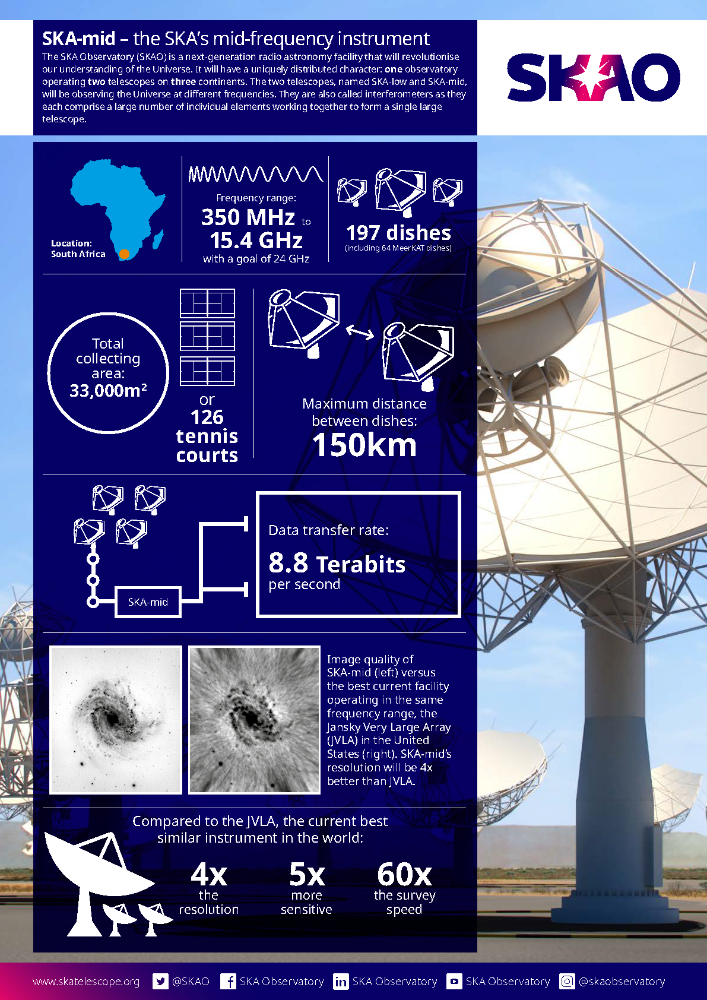 SKA-mid – the SKA's mid-frequency instrument
The SKA Observatory (SKAO) is a next-generation radio astronomy facility that will revolutionise
our understanding of the Universe. It will have a uniquely distributed character: one observatory
operating two telescopes on three continents. The two telescopes, named SKA-low and SKA-mid,
will be observing the Universe at different frequencies. They are also called interferometers as they
each comprise a large number of individual elements working together to form a single large
telescope.
SKAO
Location:
South Africa
Frequency range:
350 MHz to
15.4 GHz
with a goal of 24 GHz
197 dishes
(including 64 MeerKAT dishes)
Total
collecting
area:
33,000m²
or
126
tennis
courts
Maximum distance
between dishes:
150km
SKA-mid
Data transfer rate:
8.8 Terabits
per second
Image quality of
SKA-mid (left) versus
the best current facility
operating in the same
frequency range, the
Jansky Very Large Array
(JVLA) in the United
States (right). SKA-mid's
resolution will be 4x
better than JVLA.
Compared to the JVLA, the current best
similar instrument in the world:
4x
the
resolution
5x
more
sensitive
60x
the survey
speed
www.skatelescope.org @SKAO SKA Observatory SKA Observatory SKA Observatory @skaobservatory